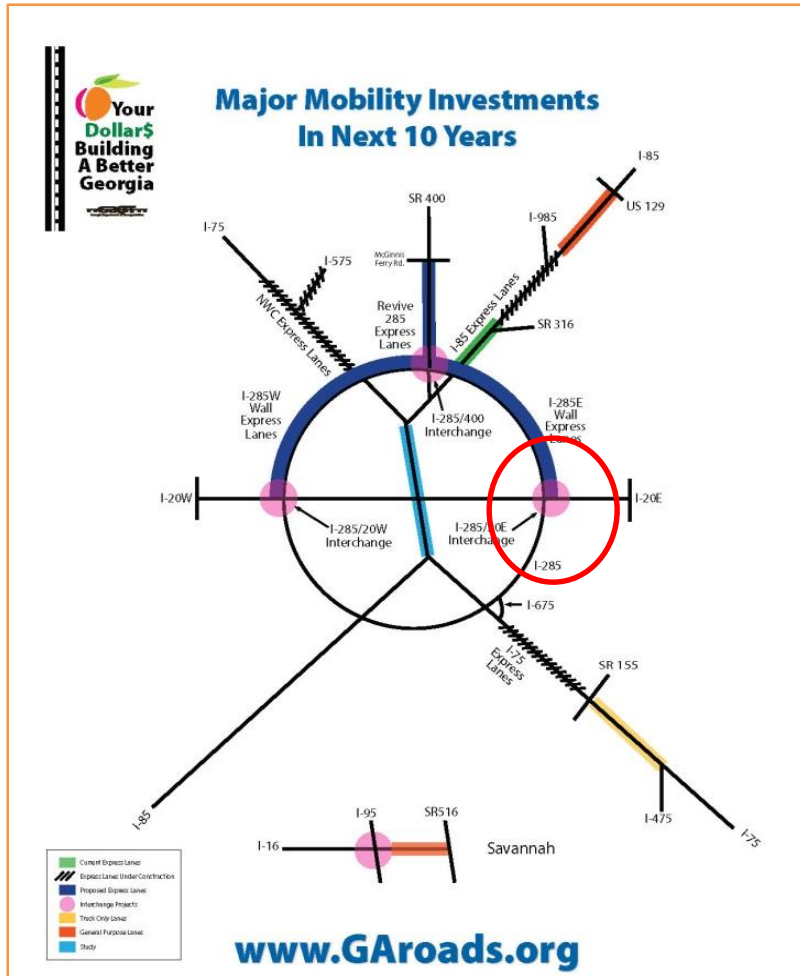 Your
Dollar$
Building
A Better
Georgia
Major Mobility Investments
In Next 10 Years
I-85
US 129
SR 400
I-985
I-75
I-575
McGinnis
Ferry Rd.
NWC Express Lanes
Revive
285
Express
Lanes
I-85 Express Lanes
SR 316
I-285W
Wall
Express
Lanes
I-285/400
Interchange
I-285E
Wall
Express
Lanes
I-20W
I-20E
I-285/20W
Interchange
I-285/20E
Interchange
I-285
I-675
I-75
Express
Lanes
SR 155
I-85
I-475
I-75
I-95
SR516
I-16
Savannah
Current Express Lanes
Express Lanes Under Construction
Proposed Express Lanes
Interchange Projects
Truck Only Lanes
General Purpose Lanes
Study
www.GAroads.org